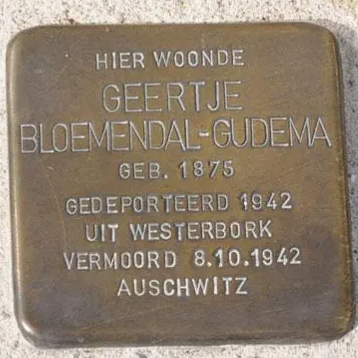 HIER WOONDE
GEERTJE
BLOEMENDAL-GUDEMA
GEB. 1875
GEDEPORTEERD 1942
UIT WESTERBORK
VERMOORD 8.10.1942
AUSCHWITZ